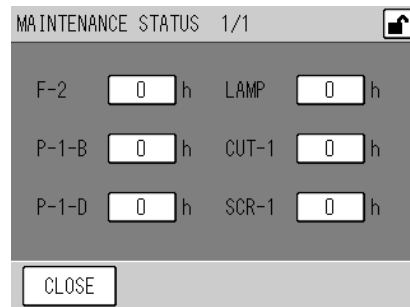 MAINTENANCE STATUS 1/1
F-2 0 h LAMP 0 h
P-1-B 0 h CUT-1 0 h
P-1-D 0 h SCR-1 0 h
CLOSE